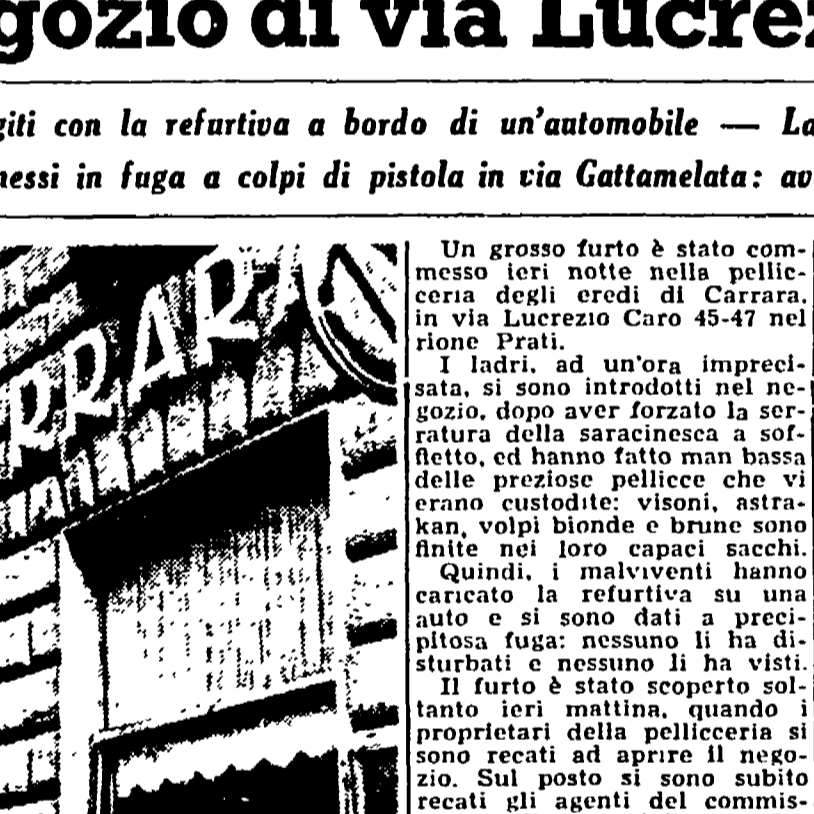 gozio di via Lucrez
giti con la refurtiva a bordo di un'automobile — La
messi in fuga a colpi di pistola in via Gattamelata: av
RRARA
Un grosso furto è stato com-
messo ieri notte nella pellic-
ceria degli eredi di Carrara,
in via Lucrezio Caro 45-47 nel
rione Prati.
I ladri, ad un'ora impreci-
sata, si sono introdotti nel ne-
gozio, dopo aver forzato la ser-
ratura della saracinesca a sof-
fietto, ed hanno fatto man bassa
delle preziose pellicce che vi
erano custodite: visoni, astra-
kan, volpi bionde e brune sono
finite nei loro capaci sacchi.
Quindi, i malviventi hanno
caricato la refurtiva su una
auto e si sono dati a preci-
pitosa fuga: nessuno li ha di-
sturbati e nessuno li ha visti.
Il furto è stato scoperto sol-
tanto ieri mattina, quando i
proprietari della pellicceria si
sono recati ad aprire il nego-
zio. Sul posto si sono subito
recati gli agenti del commis-